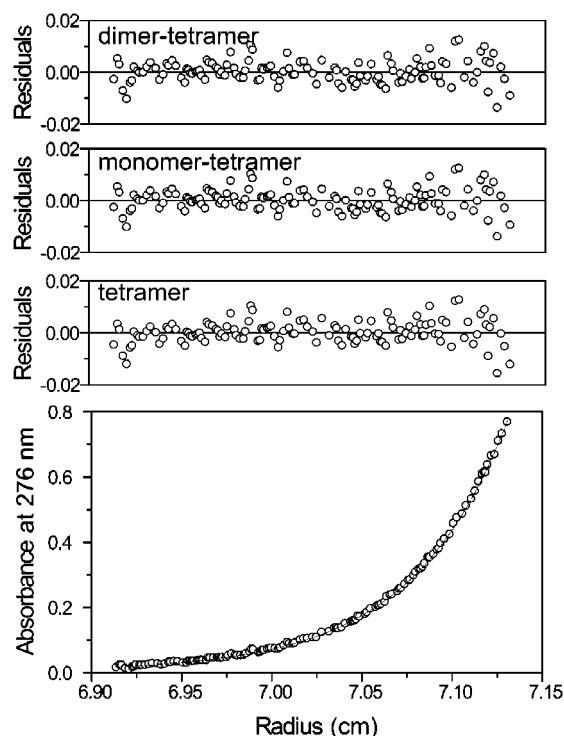 0.02
dimer-tetramer
Residuals
0.00
-0.02
0.02
monomer-tetramer
Residuals
0.00
-0.02
0.02
tetramer
Residuals
0.00
-0.02
0.8
0.6
0.4
0.2
0.0
Absorbance at 276 nm
6.90 6.95 7.00 7.05 7.10 7.15
Radius (cm)